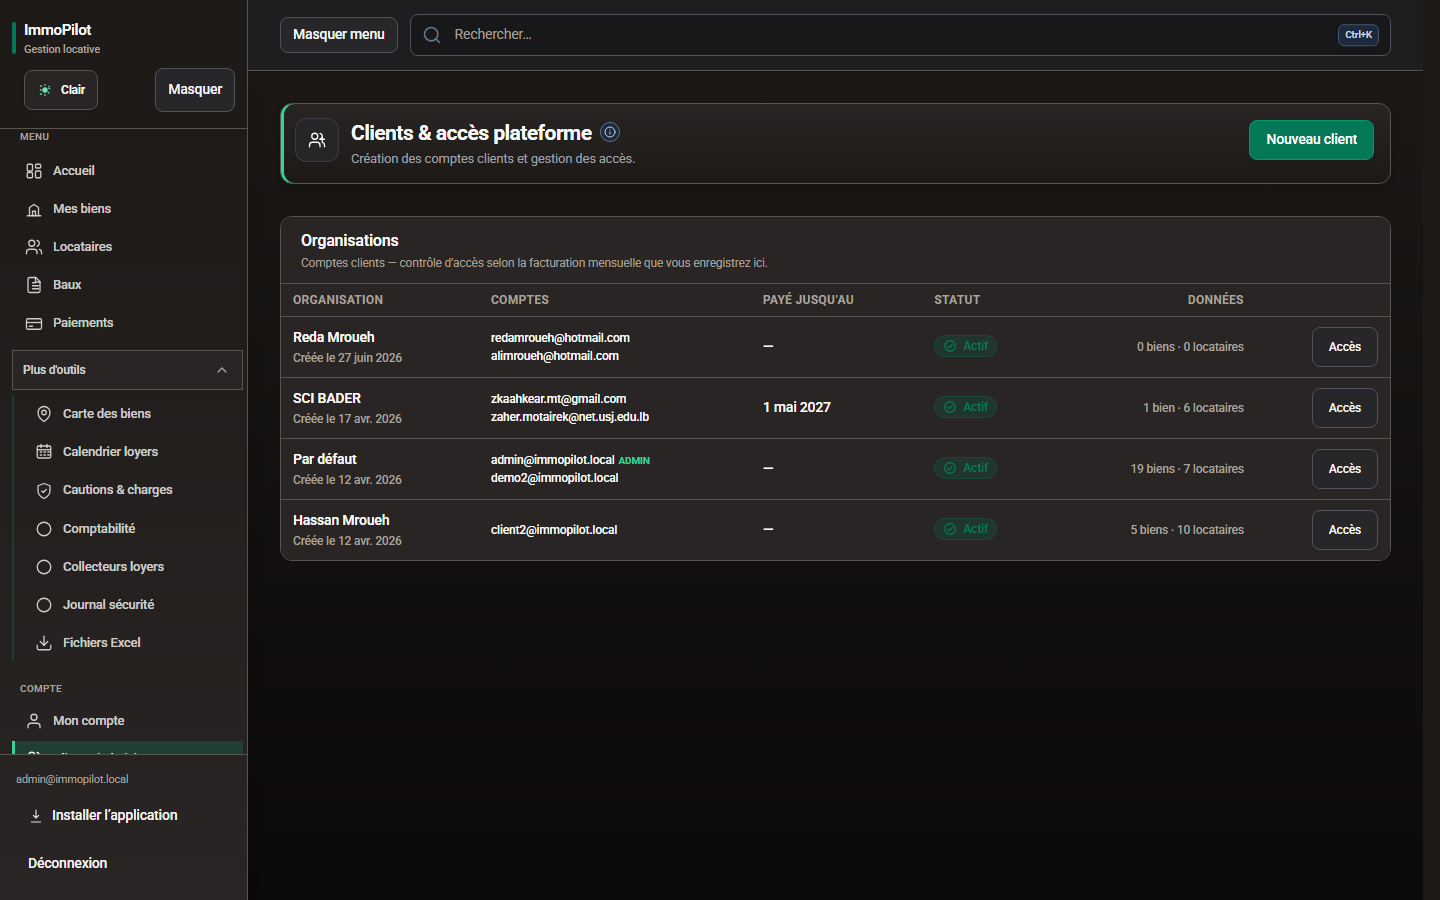 ImmoPilot
Gestion locative
Clair
Masquer
MENU
Accueil
Mes biens
Locataires
Baux
Paiements
Plus d'outils
Carte des biens
Calendrier loyers
Cautions & charges
Comptabilité
Collecteurs loyers
Journal sécurité
Fichiers Excel
COMPTE
Mon compte
admin@immopilot.local
Installer l’application
Déconnexion
Masquer menu
Rechercher...
Ctrl+K
Clients & accès plateforme
Création des comptes clients et gestion des accès.
Nouveau client
Organisations
Comptes clients — contrôle d’accès selon la facturation mensuelle que vous enregistrez ici.
ORGANISATION COMPTES PAYÉ JUSQU’AU STATUT DONNÉES
Reda Mroueh
Créée le 27 juin 2026
redamroueh@hotmail.com
alimroueh@hotmail.com
—
Actif
0 biens · 0 locataires
Accès
SCI BADER
Créée le 17 avr. 2026
zkaahkear.mt@gmail.com
zaher.motairek@net.usj.edu.lb
1 mai 2027
Actif
1 bien · 6 locataires
Accès
Par défaut
Créée le 12 avr. 2026
admin@immopilot.local ADMIN
demo2@immopilot.local
—
Actif
19 biens · 7 locataires
Accès
Hassan Mroueh
Créée le 12 avr. 2026
client2@immopilot.local
—
Actif
5 biens · 10 locataires
Accès